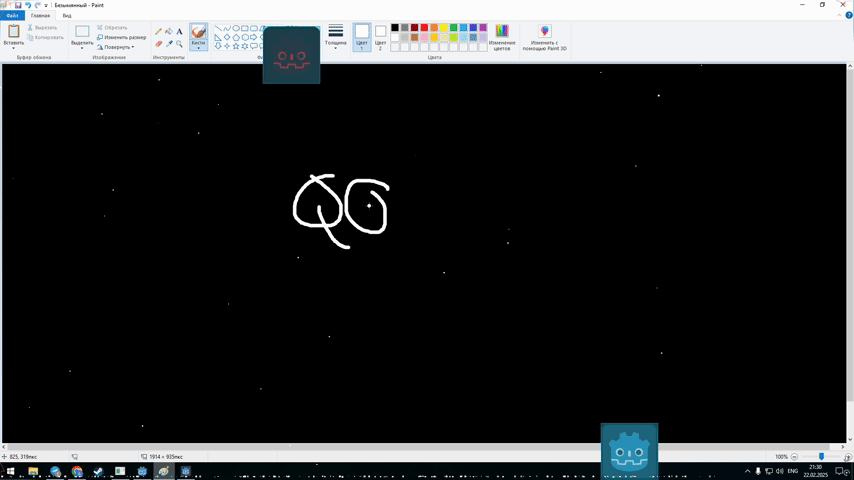 Безымянный - Paint
Файл Главная Вид
Вставить
Вырезать
Копировать
Буфер обмена
Выделить
Обрезать
Изменить размер
Повернуть
Изображение
Инструменты
Кисти
Толщина
Цвет 1
Цвет 2
Изменение цветов
Цвета
Изменить с помощью Paint 3D
QG
825, 319пкс
1914 × 935пкс
100%
ENG
21:30
22.02.2025